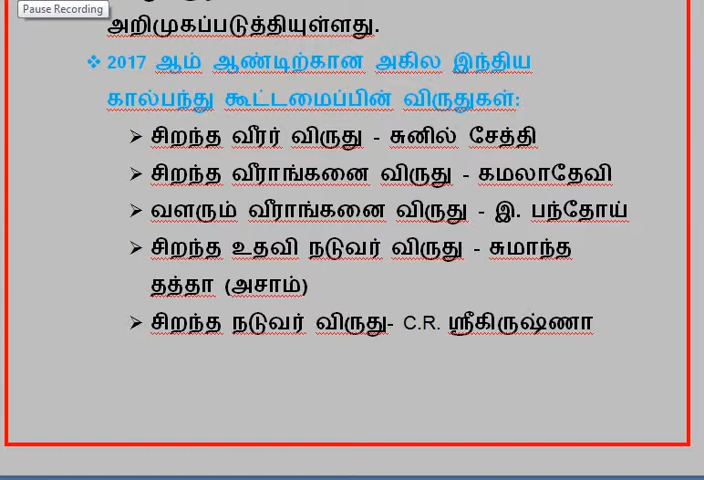 Pause Recording
அறிமுகப்படுத்தியுள்ளது.
❖ 2017 ஆம் ஆண்டிற்கான அகில இந்திய
கால்பந்து கூட்டமைப்பின் விருதுகள்:
➢ சிறந்த வீரர் விருது - சுனில் சேத்தி
➢ சிறந்த வீராங்கனை விருது - கமலாதேவி
➢ வளரும் வீராங்கனை விருது - இ. பந்தோய்
➢ சிறந்த உதவி நடுவர் விருது - சுமாந்த
தத்தா (அசாம்)
➢ சிறந்த நடுவர் விருது- C.R. ஸ்ரீகிருஷ்ணா